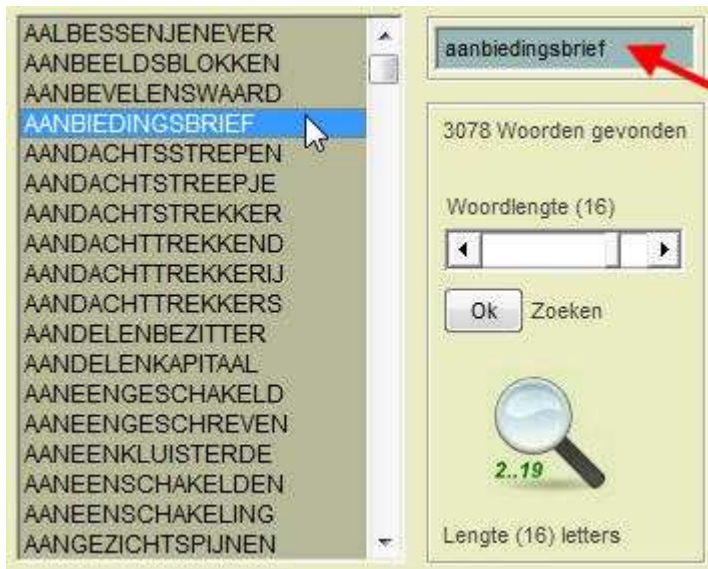 AALBESSENJENEVER
AANBEELDSBLOKKEN
AANBEVELENSWAARD
AANBIEDINGSBRIEF
AANDACHTSSTREPEN
AANDACHTSTREEPJE
AANDACHTSTREKKER
AANDACHTTREKKEND
AANDACHTTREKKERIJ
AANDACHTTREKKERS
AANDELENBEZITTER
AANDELENKAPITAAL
AANEENGESCHAKELD
AANEENGESCHREVEN
AANEENKLUISTERDE
AANEENSCHAKELDEN
AANEENSCHAKELING
AANGEZICHTSPIJNEN
aanbiedingsbrief
3078 Woorden gevonden
Woordlengte (16)
Ok Zoeken
2..19
Lengte (16) letters